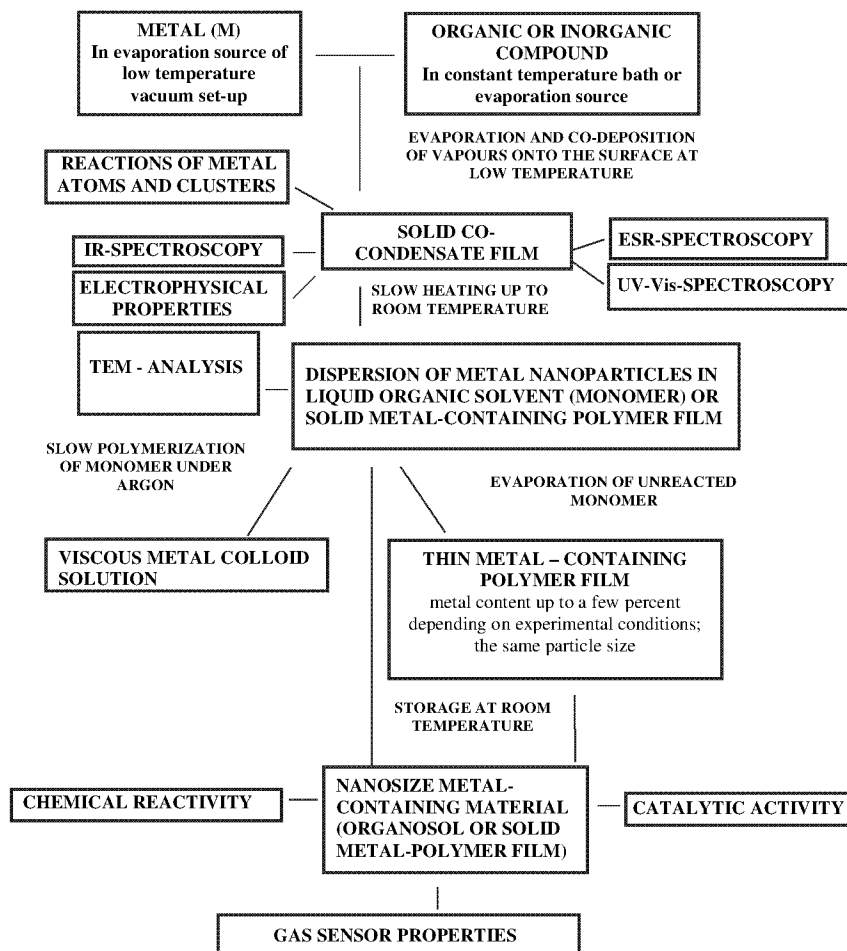 METAL (M)
In evaporation source of
low temperature
vacuum set-up
ORGANIC OR INORGANIC
COMPOUND
In constant temperature bath or
evaporation source
EVAPORATION AND CO-DEPOSITION
OF VAPOURS ONTO THE SURFACE AT
LOW TEMPERATURE
REACTIONS OF METAL
ATOMS AND CLUSTERS
SOLID CO-
CONDENSATE FILM
IR-SPECTROSCOPY
ESR-SPECTROSCOPY
ELECTROPHYSICAL
PROPERTIES
UV-Vis-SPECTROSCOPY
SLOW HEATING UP TO
ROOM TEMPERATURE
TEM - ANALYSIS
DISPERSION OF METAL NANOPARTICLES IN
LIQUID ORGANIC SOLVENT (MONOMER) OR
SOLID METAL-CONTAINING POLYMER FILM
SLOW POLYMERIZATION
OF MONOMER UNDER
ARGON
EVAPORATION OF UNREACTED
MONOMER
VISCOUS METAL COLLOID
SOLUTION
THIN METAL – CONTAINING
POLYMER FILM
metal content up to a few percent
depending on experimental conditions;
the same particle size
STORAGE AT ROOM
TEMPERATURE
CHEMICAL REACTIVITY
NANOSIZE METAL-
CONTAINING MATERIAL
(ORGANOSOL OR SOLID
METAL-POLYMER FILM)
CATALYTIC ACTIVITY
GAS SENSOR PROPERTIES